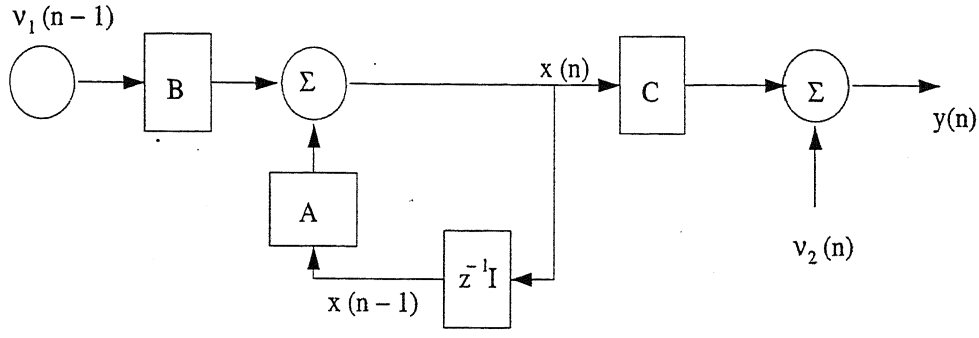 ν₁(n − 1)
B
Σ
x (n)
C
Σ
y(n)
A
z⁻¹I
x (n − 1)
ν₂(n)